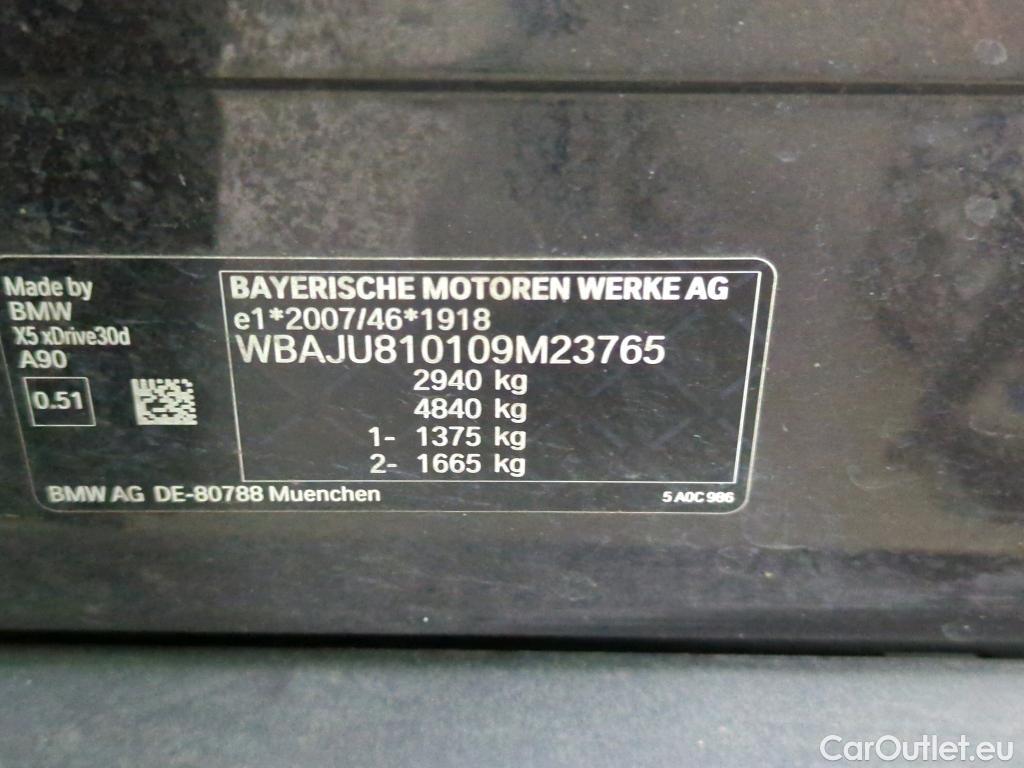 Made by
BMW
X5 xDrive30d
A90
0.51
BAYERISCHE MOTOREN WERKE AG
e1*2007/46*1918
WBAJU810109M23765
2940 kg
4840 kg
1- 1375 kg
2- 1665 kg
BMW AG DE-80788 Muenchen
5 A0C 986
CarOutlet.eu